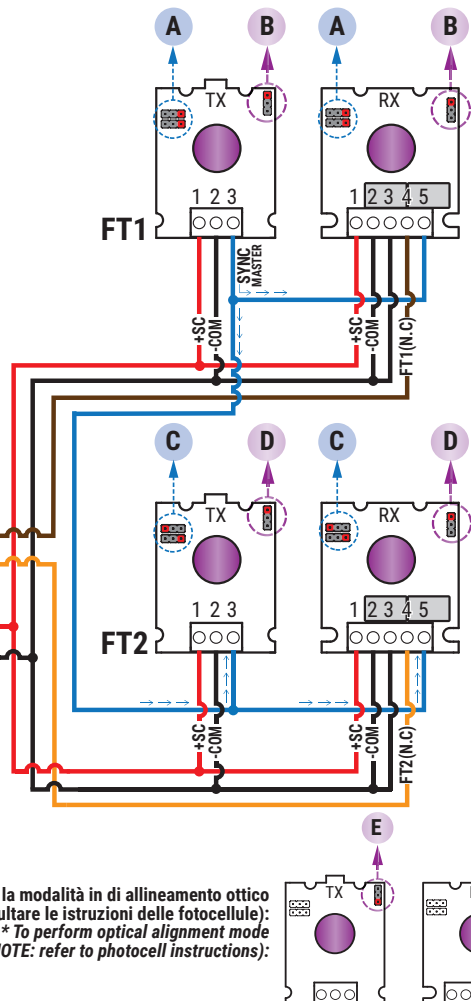 A B A B
TX RX
1 2 3 1 2 3 4 5
FT1
SYNC
MASTER
+SC -COM +SC -COM FT1(N.C)
C D C D
TX RX
1 2 3 1 2 3 4 5
FT2
+SC -COM +SC -COM FT2(N.C)
E
la modalità in di allineamento ottico
ultare le istruzioni delle fotocellule):
* To perform optical alignment mode
NOTE: refer to photocell instructions):
TX